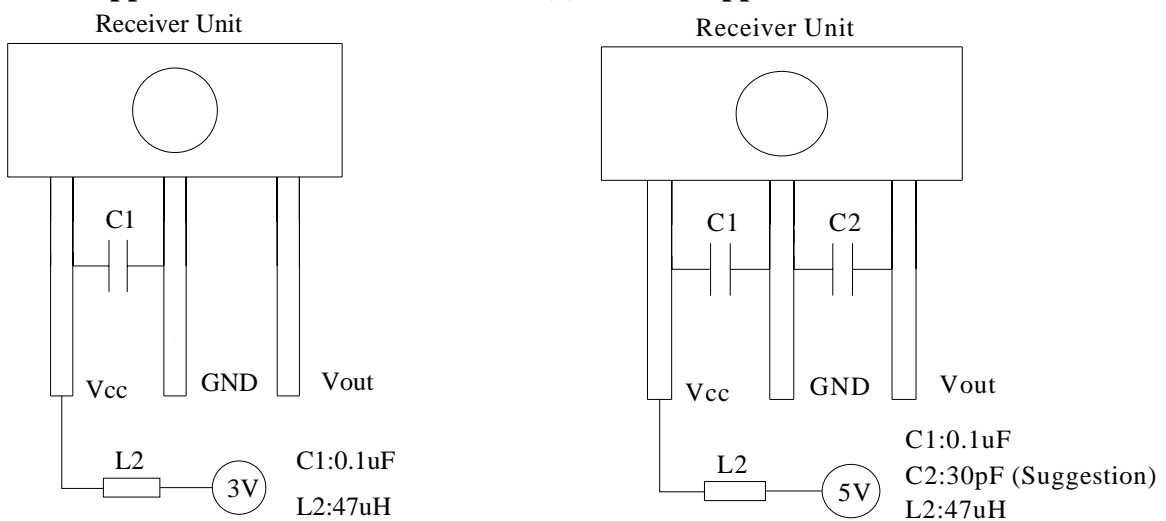 Receiver Unit
C1
Vcc
GND
Vout
L2
3V
C1:0.1uF
L2:47uH
Receiver Unit
C1
C2
Vcc
GND
Vout
L2
5V
C1:0.1uF
C2:30pF (Suggestion)
L2:47uH